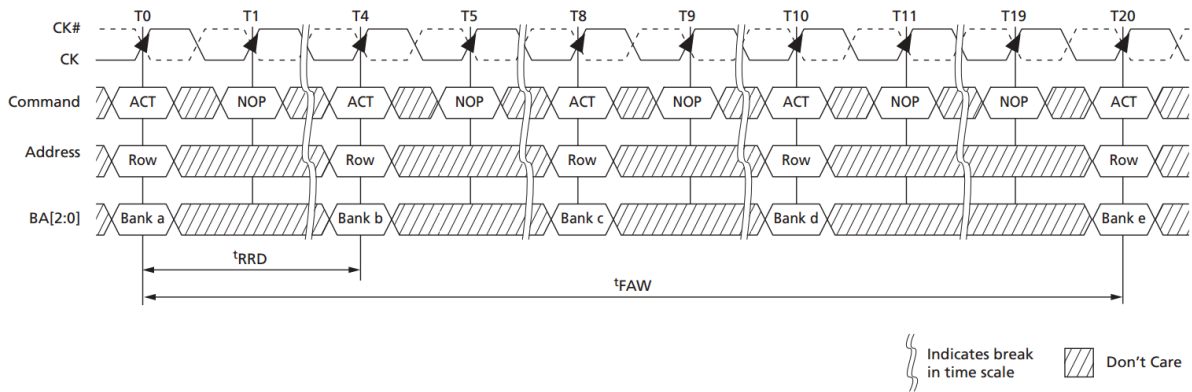 T0 T1 T4 T5 T8 T9 T10 T11 T19 T20
CK#
CK
Command ACT NOP ACT NOP ACT NOP ACT NOP NOP ACT
Address Row Row Row Row Row
BA[2:0] Bank a Bank b Bank c Bank d Bank e
tRRD
tFAW
Indicates break
in time scale
Don't Care